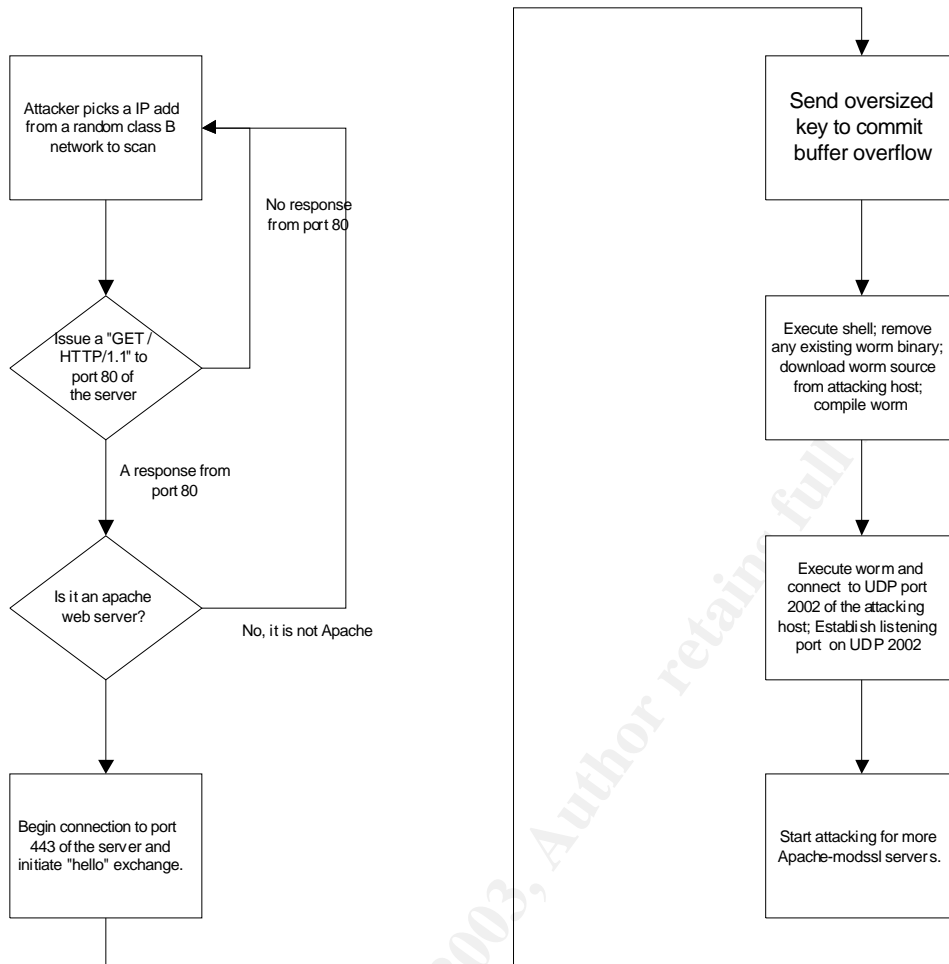 Attacker picks a IP add
from a random class B
network to scan
No response
from port 80
Issue a "GET /
HTTP/1.1" to
port 80 of
the server
A response from
port 80
Is it an apache
web server?
No, it is not Apache
Begin connection to port
443 of the server and
initiate "hello" exchange.
Send oversized
key to commit
buffer overflow
Execute shell; remove
any existing worm binary;
download worm source
from attacking host;
compile worm
Execute worm and
connect to UDP port
2002 of the attacking
host; Establish listening
port on UDP 2002
Start attacking for more
Apache-modssl servers.
2003, Author retains full